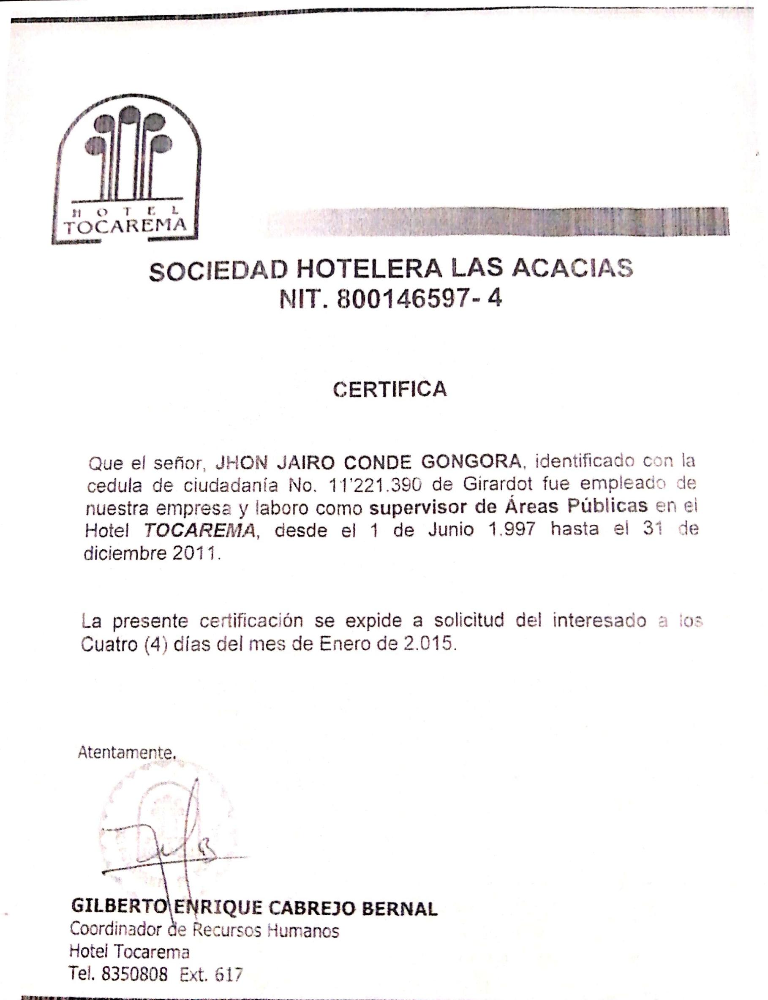 HOTEL
TOCAREMA
SOCIEDAD HOTELERA LAS ACACIAS
NIT. 800146597- 4
CERTIFICA
Que el señor, JHON JAIRO CONDE GONGORA, identificado con la
cedula de ciudadanía No. 11'221.390 de Girardot fue empleado de
nuestra empresa y laboro como supervisor de Áreas Públicas en el
Hotel TOCAREMA, desde el 1 de Junio 1.997 hasta el 31 de
diciembre 2011.
La presente certificación se expide a solicitud del interesado a los
Cuatro (4) días del mes de Enero de 2.015.
Atentamente.
GILBERTO ENRIQUE CABREJO BERNAL
Coordinador de Recursos Humanos
Hotel Tocarema
Tel. 8350808 Ext. 617